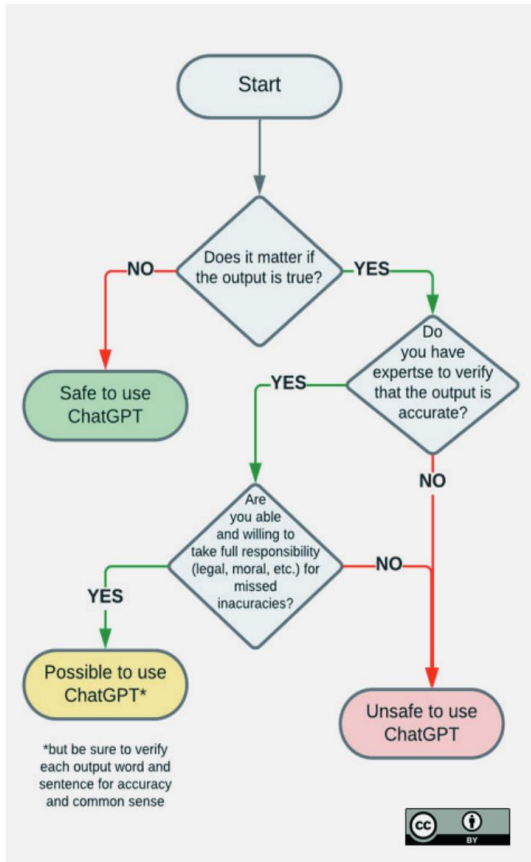 Start
Does it matter if
the output is true?
NO
YES
Safe to use
ChatGPT
Do
you have
expertse to verify
that the output is
accurate?
YES
NO
Are
you able
and willing to
take full responsibility
(legal, moral, etc.) for
missed
inacuracies?
YES
NO
Possible to use
ChatGPT*
Unsafe to use
ChatGPT
*but be sure to verify
each output word and
sentence for accuracy
and common sense
cc
BY